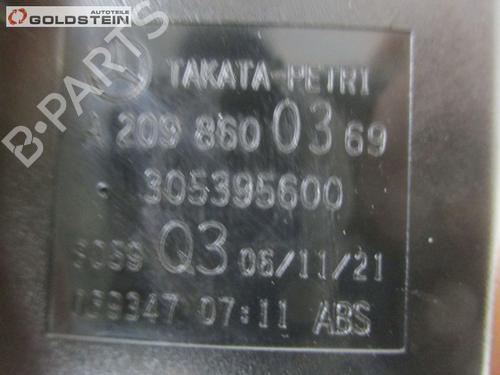 AUTOTEILE
GOLDSTEIN
B-PARTS
TAKATA-PETRI
A 209 860 03 69
305395600
Q3 06/11/21
07:11 ABS